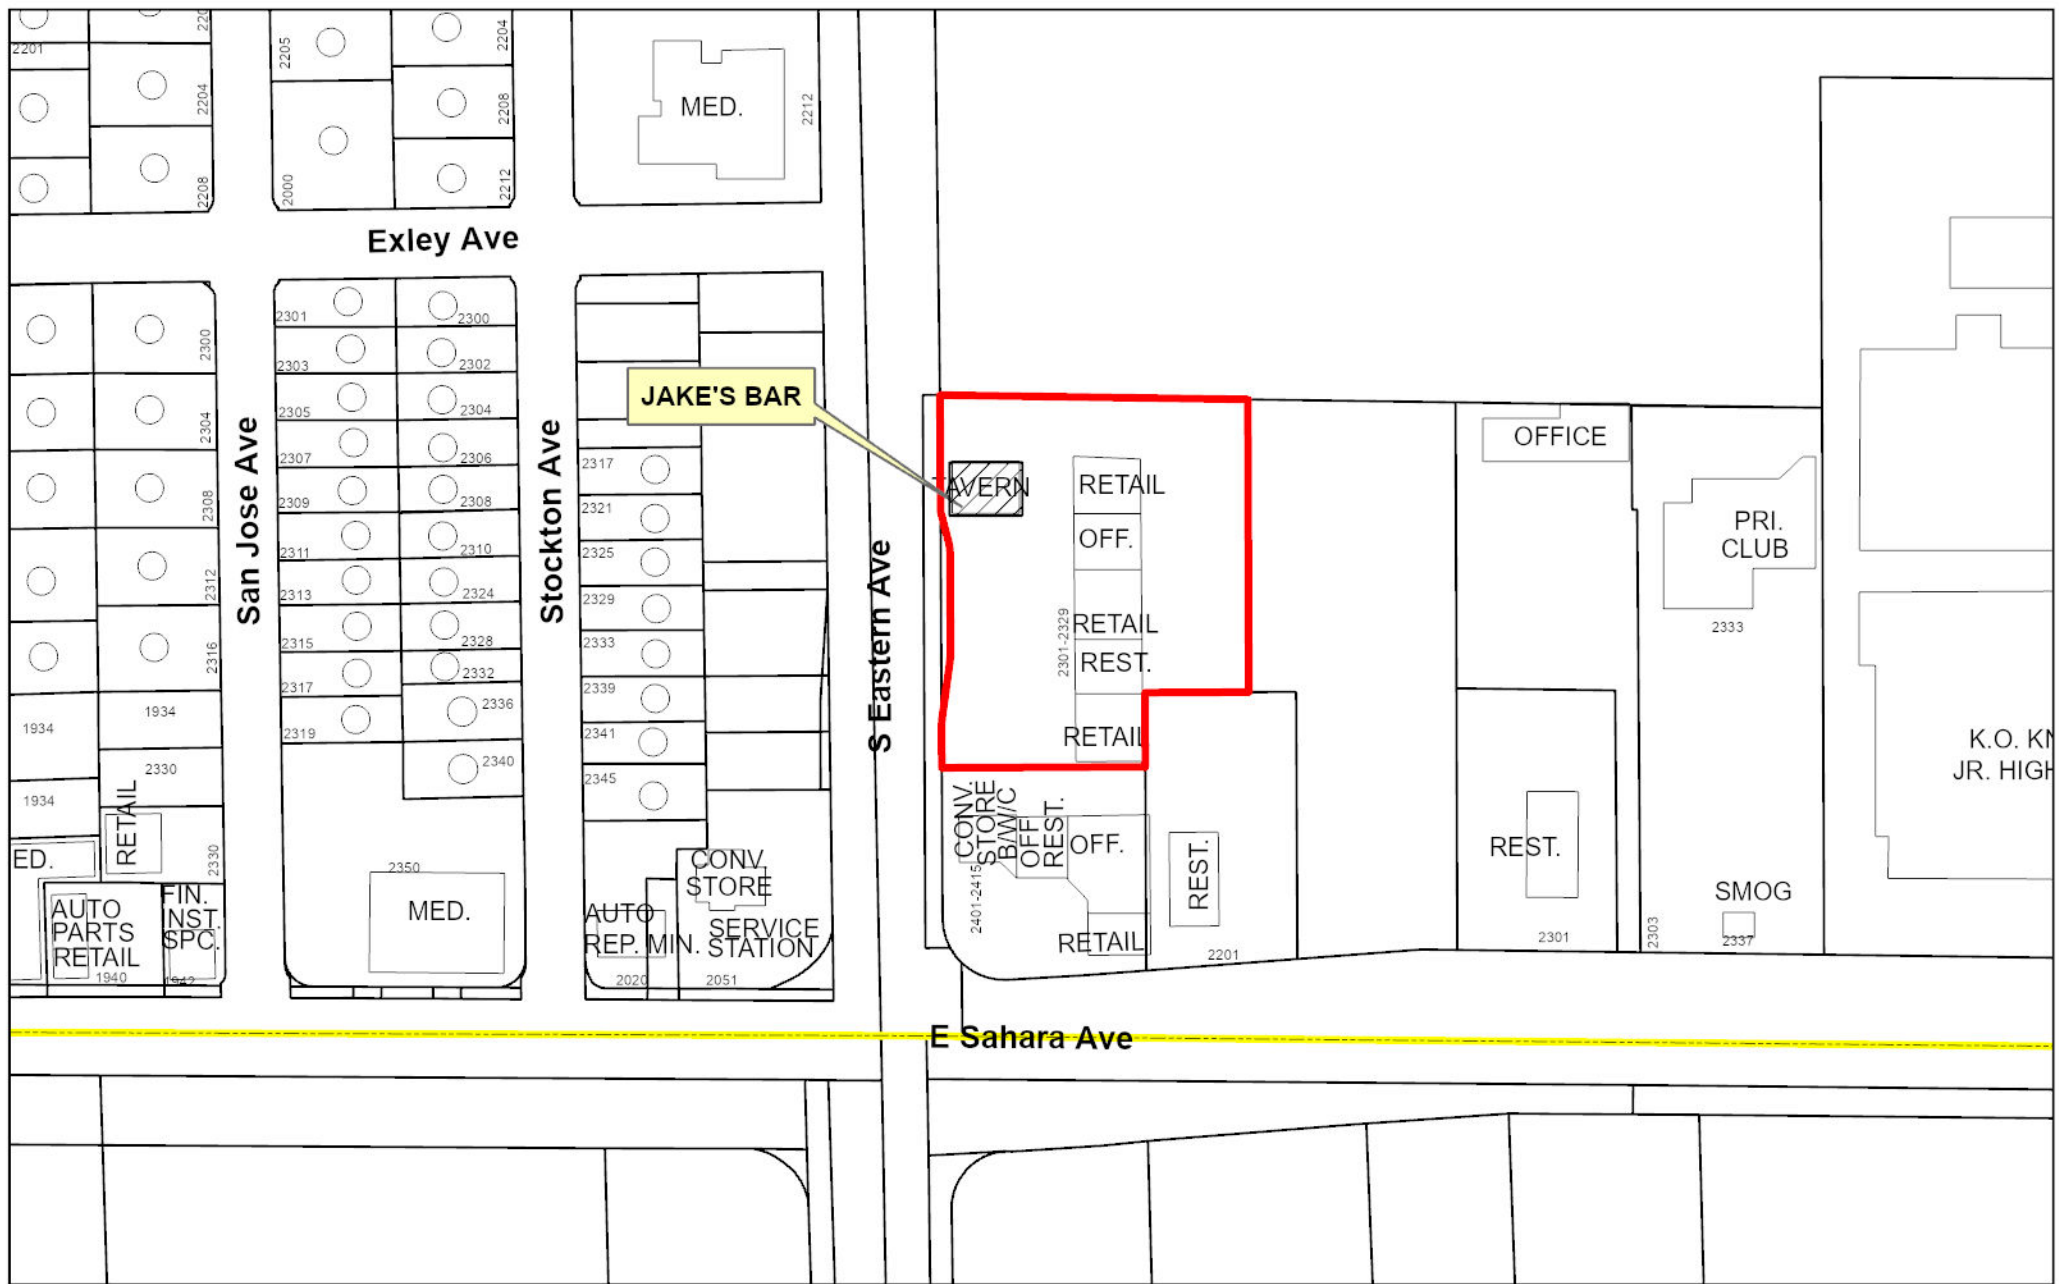 220
2201
2204
2208
2205
2000
2204
2208
2212
MED.
2212
Exley Ave
2300
2304
2308
2312
2316
San Jose Ave
2301
2303
2305
2307
2309
2311
2313
2315
2317
2319
2300
2302
2304
2306
2308
2310
2324
2328
2332
2336
2340
Stockton Ave
JAKE'S BAR
2317
2321
2325
2329
2333
2339
2341
2345
S Eastern Ave
TAVERN
RETAIL
OFF.
RETAIL
REST.
RETAIL
2301-2329
OFFICE
PRI.
CLUB
2333
K.O. KN
JR. HIGH
1934
1934
2330
1934
RETAIL
2330
ED.
AUTO
PARTS
RETAIL
1940
FIN.
INST.
SPC.
1942
2350
MED.
CONV
STORE
AUTO
REP. MIN.
SERVICE
STATION
2020
2051
CONV.
STORE
B/W/C
OFF.
REST.
OFF.
2401-2415
RETAIL
REST.
2201
REST.
2301
2303
SMOG
2337
E Sahara Ave